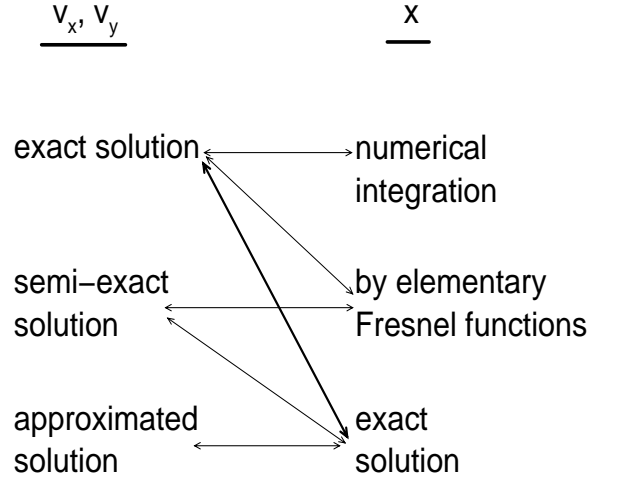 v_x, v_y
x
exact solution
numerical
integration
semi−exact
solution
by elementary
Fresnel functions
approximated
solution
exact
solution